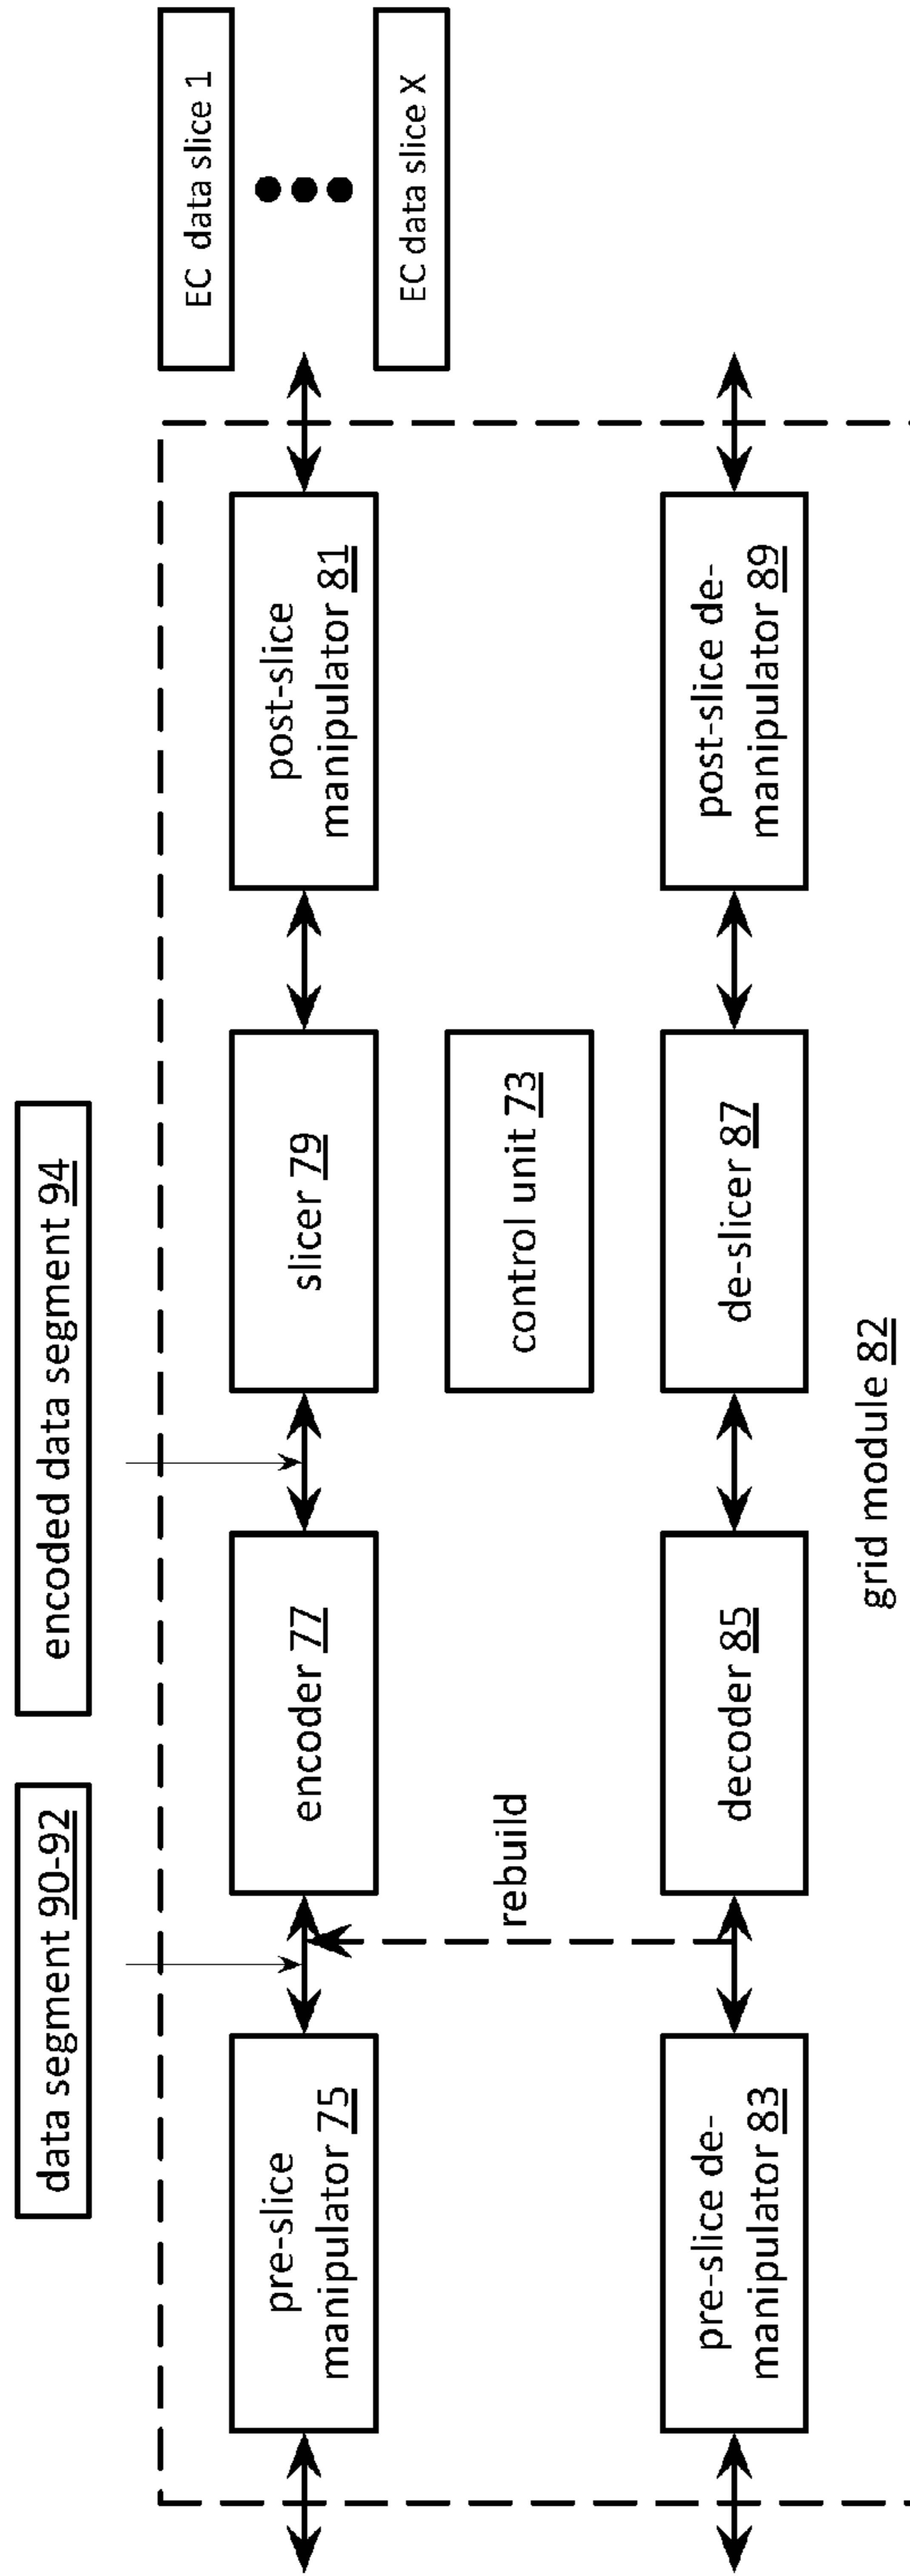 data segment 90-92
encoded data segment 94
EC data slice 1
EC data slice X
pre-slice
manipulator 75
encoder 77
slicer 79
post-slice
manipulator 81
rebuild
control unit 73
pre-slice de-
manipulator 83
decoder 85
de-slicer 87
post-slice de-
manipulator 89
grid module 82